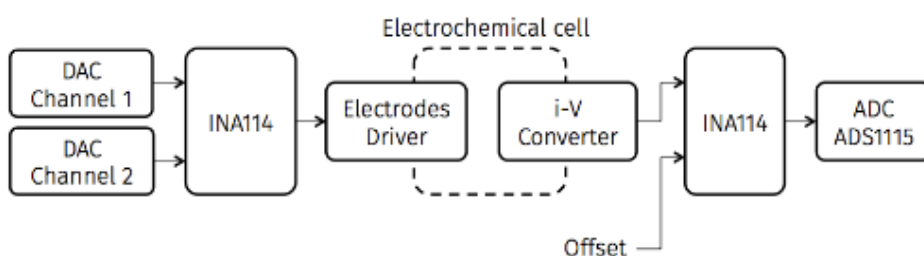 Electrochemical cell
DAC
Channel 1
DAC
Channel 2
INA114
Electrodes
Driver
i-V
Converter
INA114
ADC
ADS1115
Offset